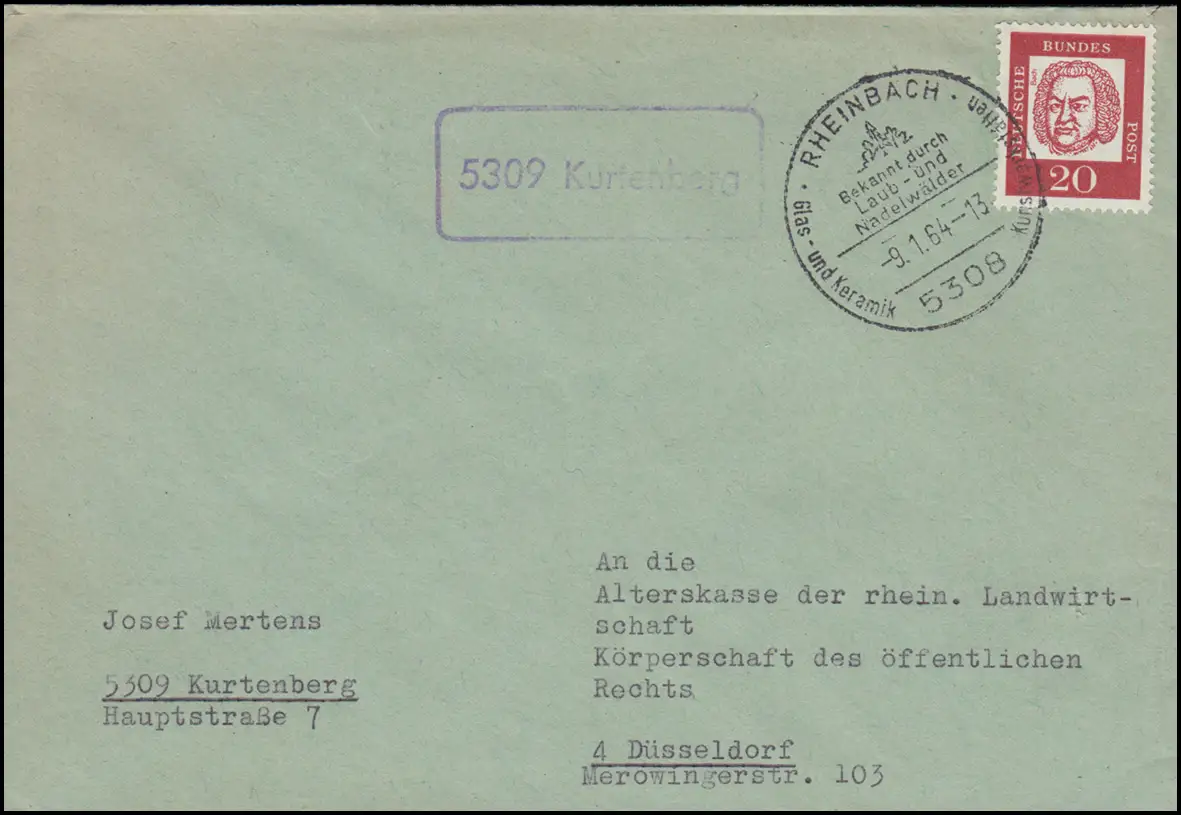 BUNDES
DEUTSCHE
POST
Bach
20
5309 Kurtenberg
· RHEINBACH ·
Bekannt durch
Laub- und
Nadelwälder
-9.1.64-13
5308
Glas- und Keramik
An die
Alterskasse der rhein. Landwirt-
schaft
Körperschaft des öffentlichen
Rechts
4 Düsseldorf
Merowingerstr. 103
Josef Mertens
5309 Kurtenberg
Hauptstraße 7